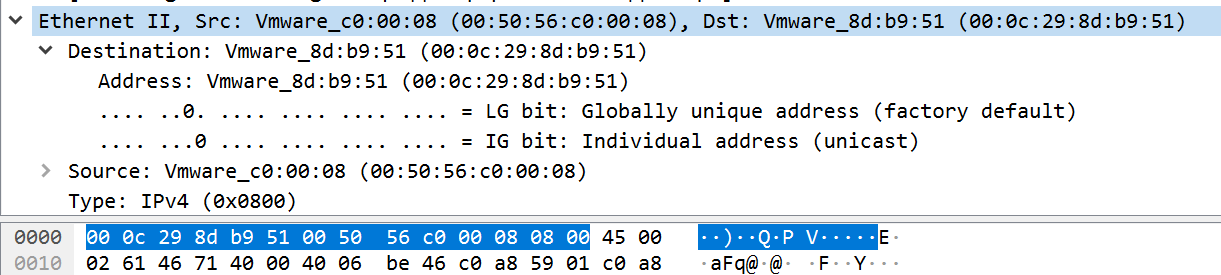 Ethernet II, Src: Vmware_c0:00:08 (00:50:56:c0:00:08), Dst: Vmware_8d:b9:51 (00:0c:29:8d:b9:51)
Destination: Vmware_8d:b9:51 (00:0c:29:8d:b9:51)
Address: Vmware_8d:b9:51 (00:0c:29:8d:b9:51)
.... ..0. .... .... .... .... = LG bit: Globally unique address (factory default)
.... ...0 .... .... .... .... = IG bit: Individual address (unicast)
Source: Vmware_c0:00:08 (00:50:56:c0:00:08)
Type: IPv4 (0x0800)
0000 00 0c 29 8d b9 51 00 50 56 c0 00 08 08 00 45 00 ··)··Q·P V·····E·
0010 02 61 46 71 40 00 40 06 be 46 c0 a8 59 01 c0 a8 ·aFq@·@· ·F··Y···